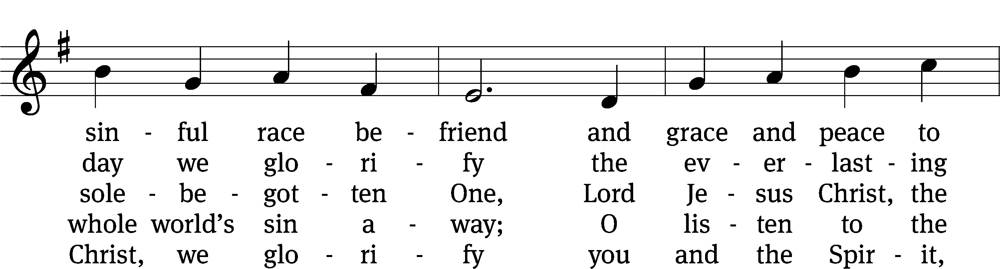 sin - ful race be - friend and grace and peace to
day we glo - ri - fy the ev - er - last - ing
sole - be - got - ten One, Lord Je - sus Christ, the
whole world's sin a - way; O lis - ten to the
Christ, we glo - ri - fy you and the Spir - it,